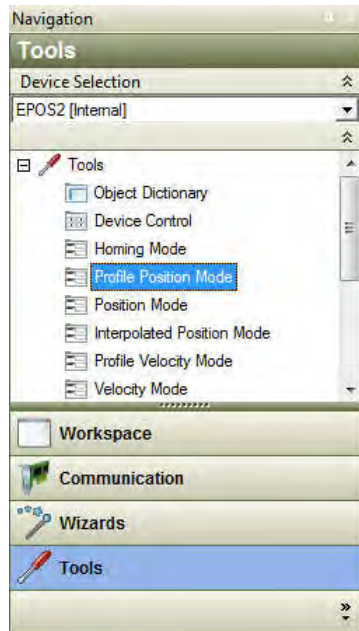 Navigation
Tools
Device Selection
EPOS2 [Internal]
Tools
Object Dictionary
Device Control
Homing Mode
Profile Position Mode
Position Mode
Interpolated Position Mode
Profile Velocity Mode
Velocity Mode
Workspace
Communication
Wizards
Tools